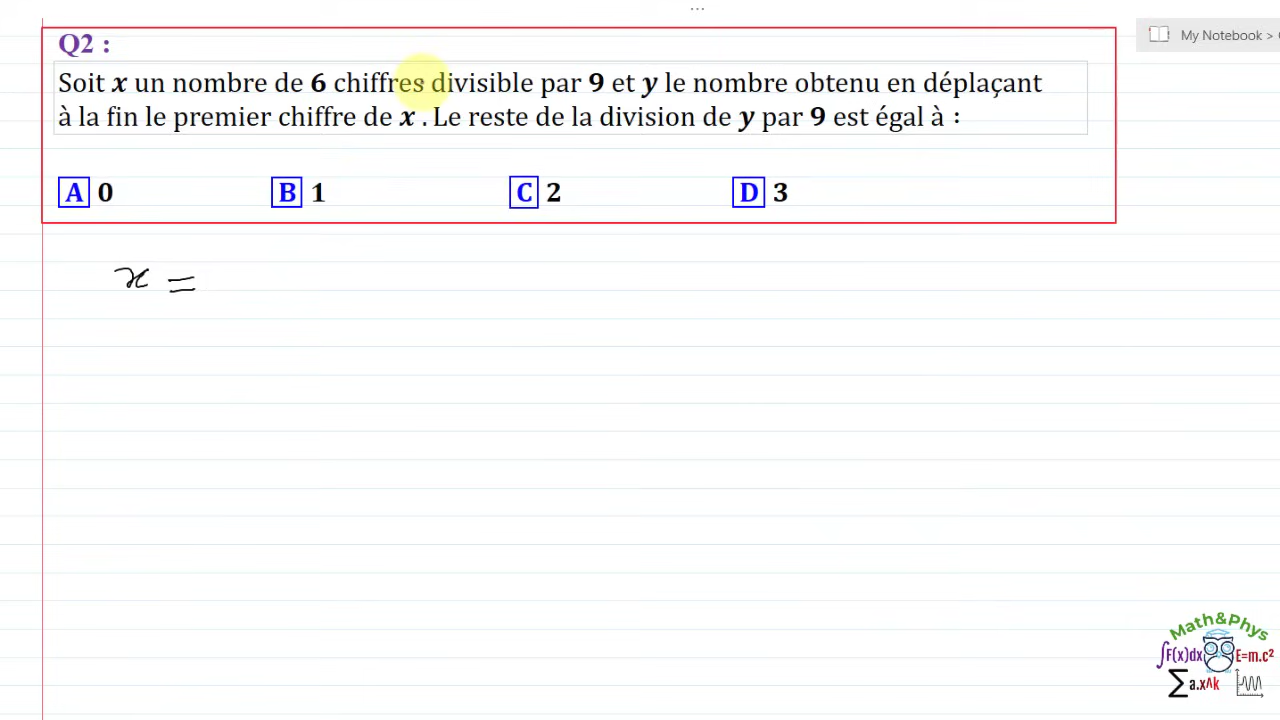 ...
My Notebook >
Q2 :
Soit x un nombre de 6 chiffres divisible par 9 et y le nombre obtenu en déplaçant
à la fin le premier chiffre de x . Le reste de la division de y par 9 est égal à :
A 0 B 1 C 2 D 3
x =
Math&Phys
∫F(x)dx E=m.c²
∑ a.x^k